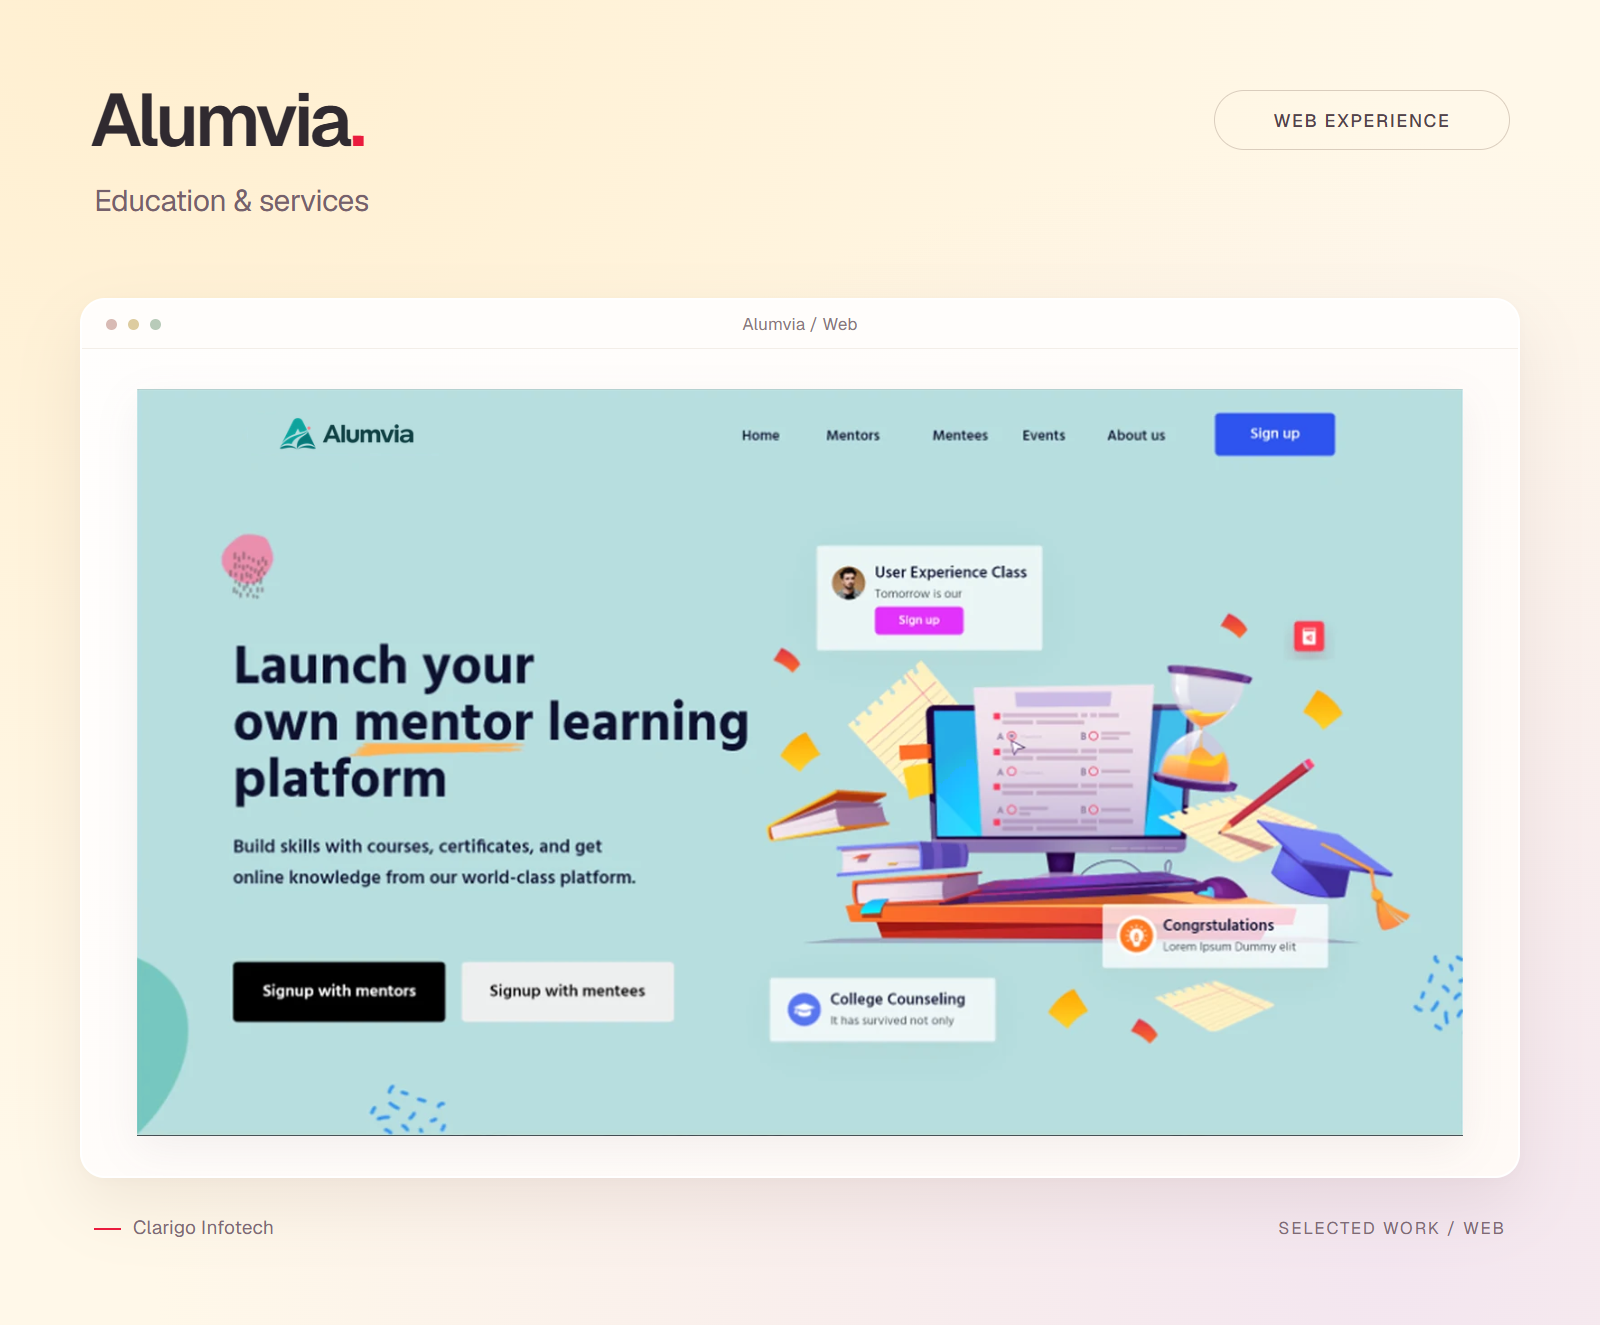 Alumvia.
WEB EXPERIENCE
Education & services
Alumvia / Web
Alumvia
Home
Mentors
Mentees
Events
About us
Sign up
User Experience Class
Tomorrow is our
Sign up
Launch your
own mentor learning
platform
Build skills with courses, certificates, and get
online knowledge from our world-class platform.
Signup with mentors
Signup with mentees
A
B
A
B
A
B
Congrstulations
Lorem Ipsum Dummy elit
College Counseling
It has survived not only
Clarigo Infotech
SELECTED WORK / WEB